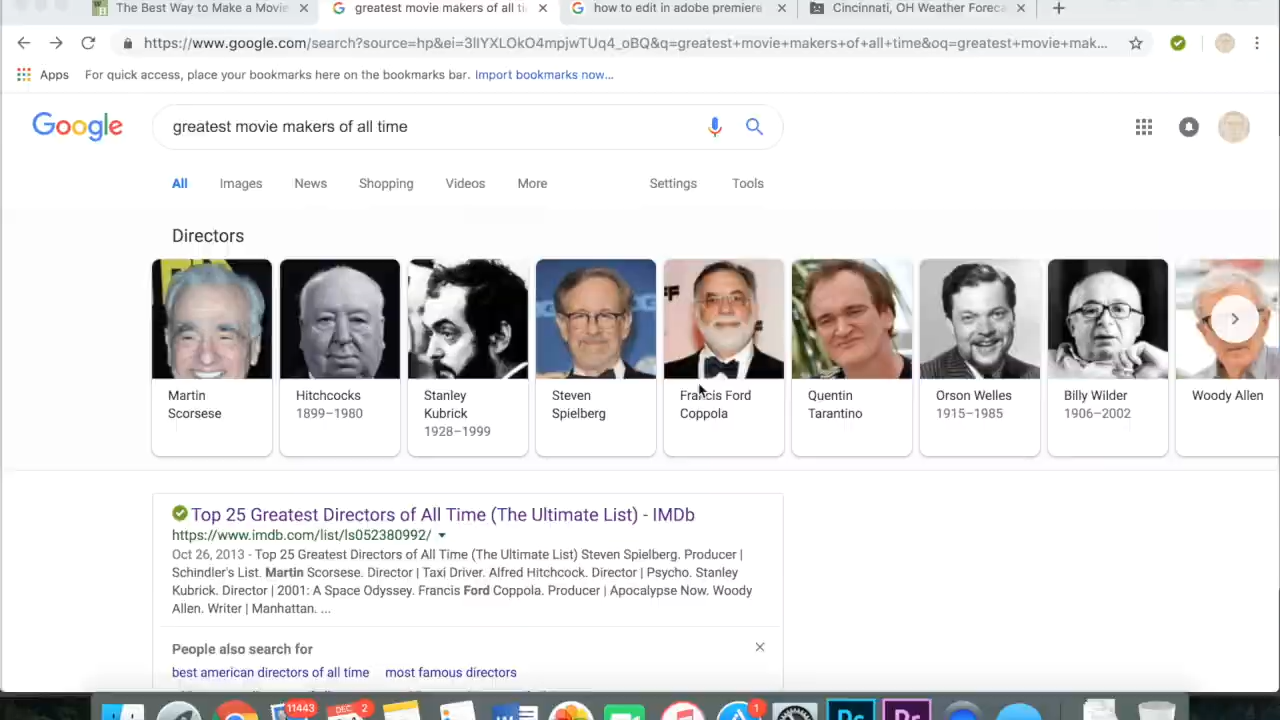 The Best Way to Make a Movie
greatest movie makers of all ti
how to edit in adobe premiere
Cincinnati, OH Weather Foreca
https://www.google.com/search?source=hp&ei=3lIYXLOkO4mpjwTUq4_oBQ&q=greatest+movie+makers+of+all+time&oq=greatest+movie+mak...
Apps For quick access, place your bookmarks here on the bookmarks bar. Import bookmarks now...
Google
greatest movie makers of all time
All Images News Shopping Videos More Settings Tools
Directors
Martin Scorsese
Hitchcocks
1899–1980
Stanley Kubrick
1928–1999
Steven Spielberg
Francis Ford Coppola
Quentin Tarantino
Orson Welles
1915–1985
Billy Wilder
1906–2002
Woody Allen
Top 25 Greatest Directors of All Time (The Ultimate List) - IMDb
https://www.imdb.com/list/ls052380992/
Oct 26, 2013 - Top 25 Greatest Directors of All Time (The Ultimate List) Steven Spielberg. Producer |
Schindler's List. Martin Scorsese. Director | Taxi Driver. Alfred Hitchcock. Director | Psycho. Stanley
Kubrick. Director | 2001: A Space Odyssey. Francis Ford Coppola. Producer | Apocalypse Now. Woody
Allen. Writer | Manhattan. ...
People also search for
best american directors of all time most famous directors
11443
DEC 2
1